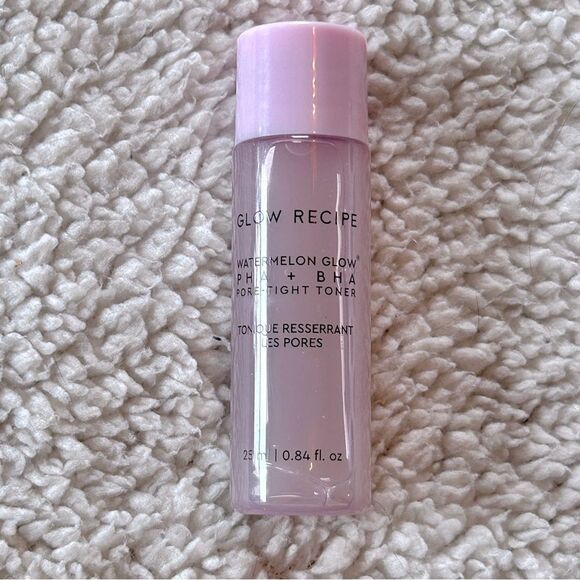 GLOW RECIPE
WATERMELON GLOW®
PHA + BHA
PORE-TIGHT TONER
TONIQUE RESSERRANT
LES PORES
25 ml | 0.84 fl. oz